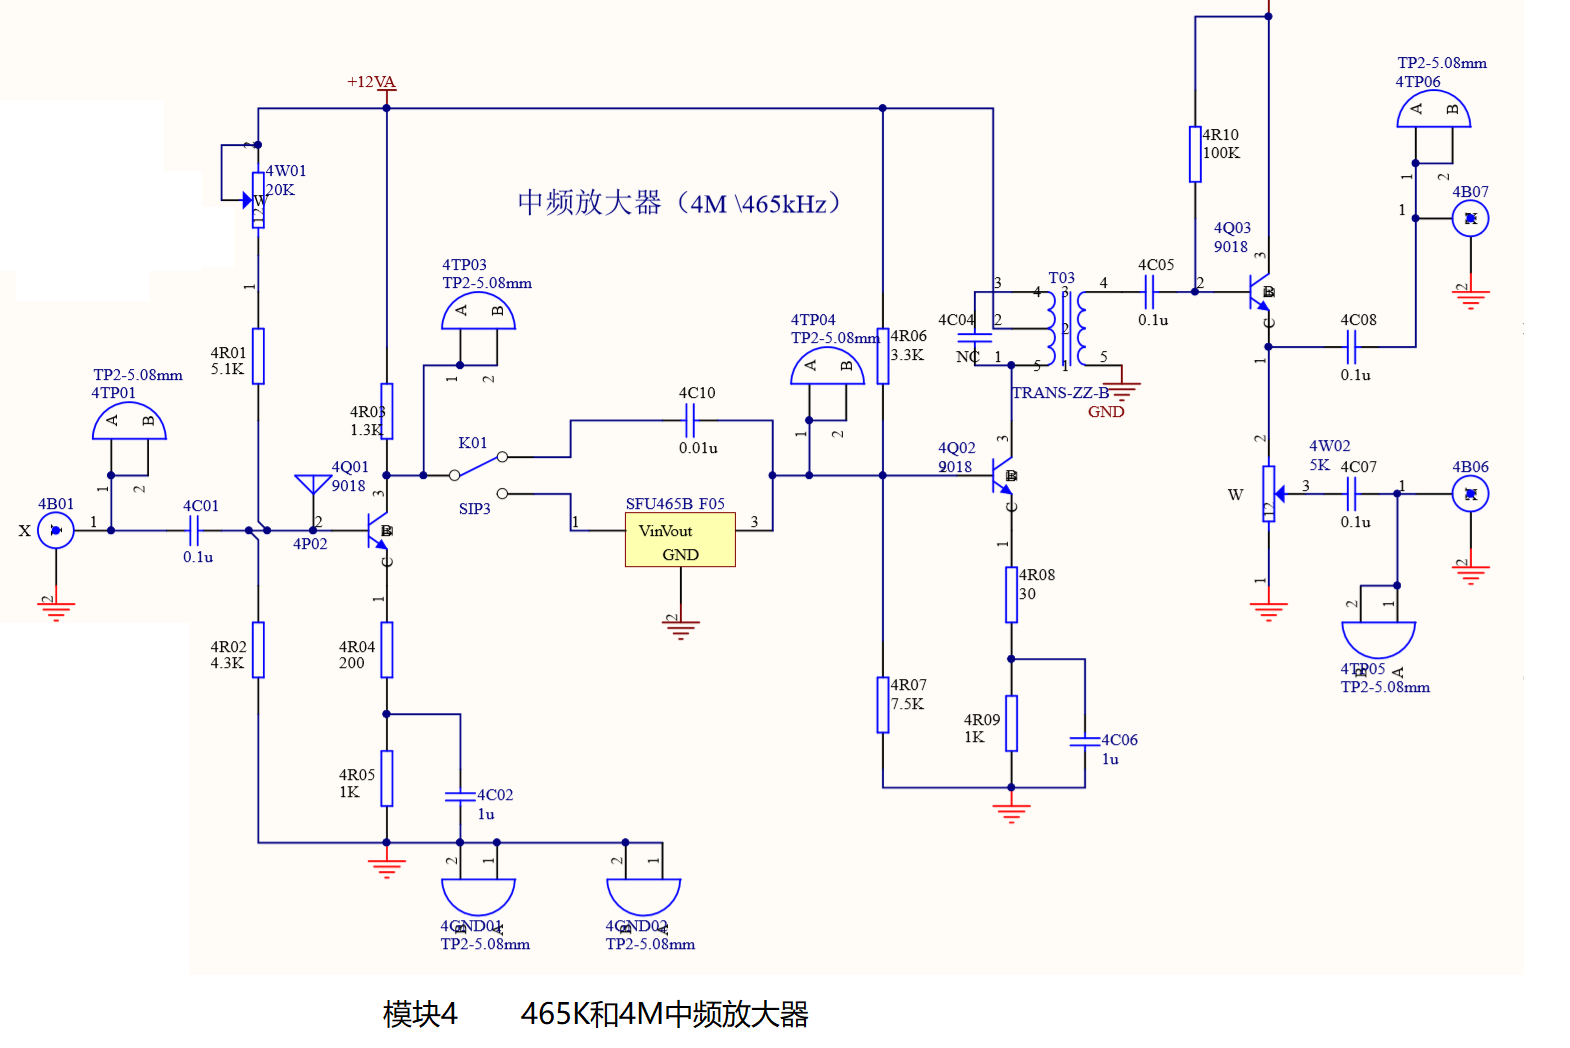 +12VA
TP2-5.08mm
4TP06
A
B
1
2
4R10
100K
4W01
20K
W
12
2
1
中频放大器（4M \465kHz）
4B07
1
X
2
4Q03
9018
3
2
B
C
1
4TP03
TP2-5.08mm
A
B
1
2
T03
3
4
3
4
4C05
0.1u
4C04
NC
2
2
1
5
1
5
TRANS-ZZ-B
GND
4TP04
TP2-5.08mm
A
B
1
2
4R06
3.3K
4C08
0.1u
4R01
5.1K
TP2-5.08mm
4TP01
A
B
1
2
4R03
1.3K
4C10
0.01u
K01
SIP3
4Q02
9018
3
B
C
1
4W02
5K
2
W
12
3
1
4C07
0.1u
1
4B06
X
2
4Q01
9018
3
2
B
C
1
4P02
SFU465B F05
1
VinVout
3
GND
2
4B01
X
1
2
4C01
0.1u
4R08
30
2
1
4TP05
B
A
TP2-5.08mm
4R02
4.3K
4R04
200
4R07
7.5K
4R09
1K
4C06
1u
4R05
1K
4C02
1u
2
1
2
1
4GND01
B
A
TP2-5.08mm
4GND02
B
A
TP2-5.08mm
模块4 465K和4M中频放大器